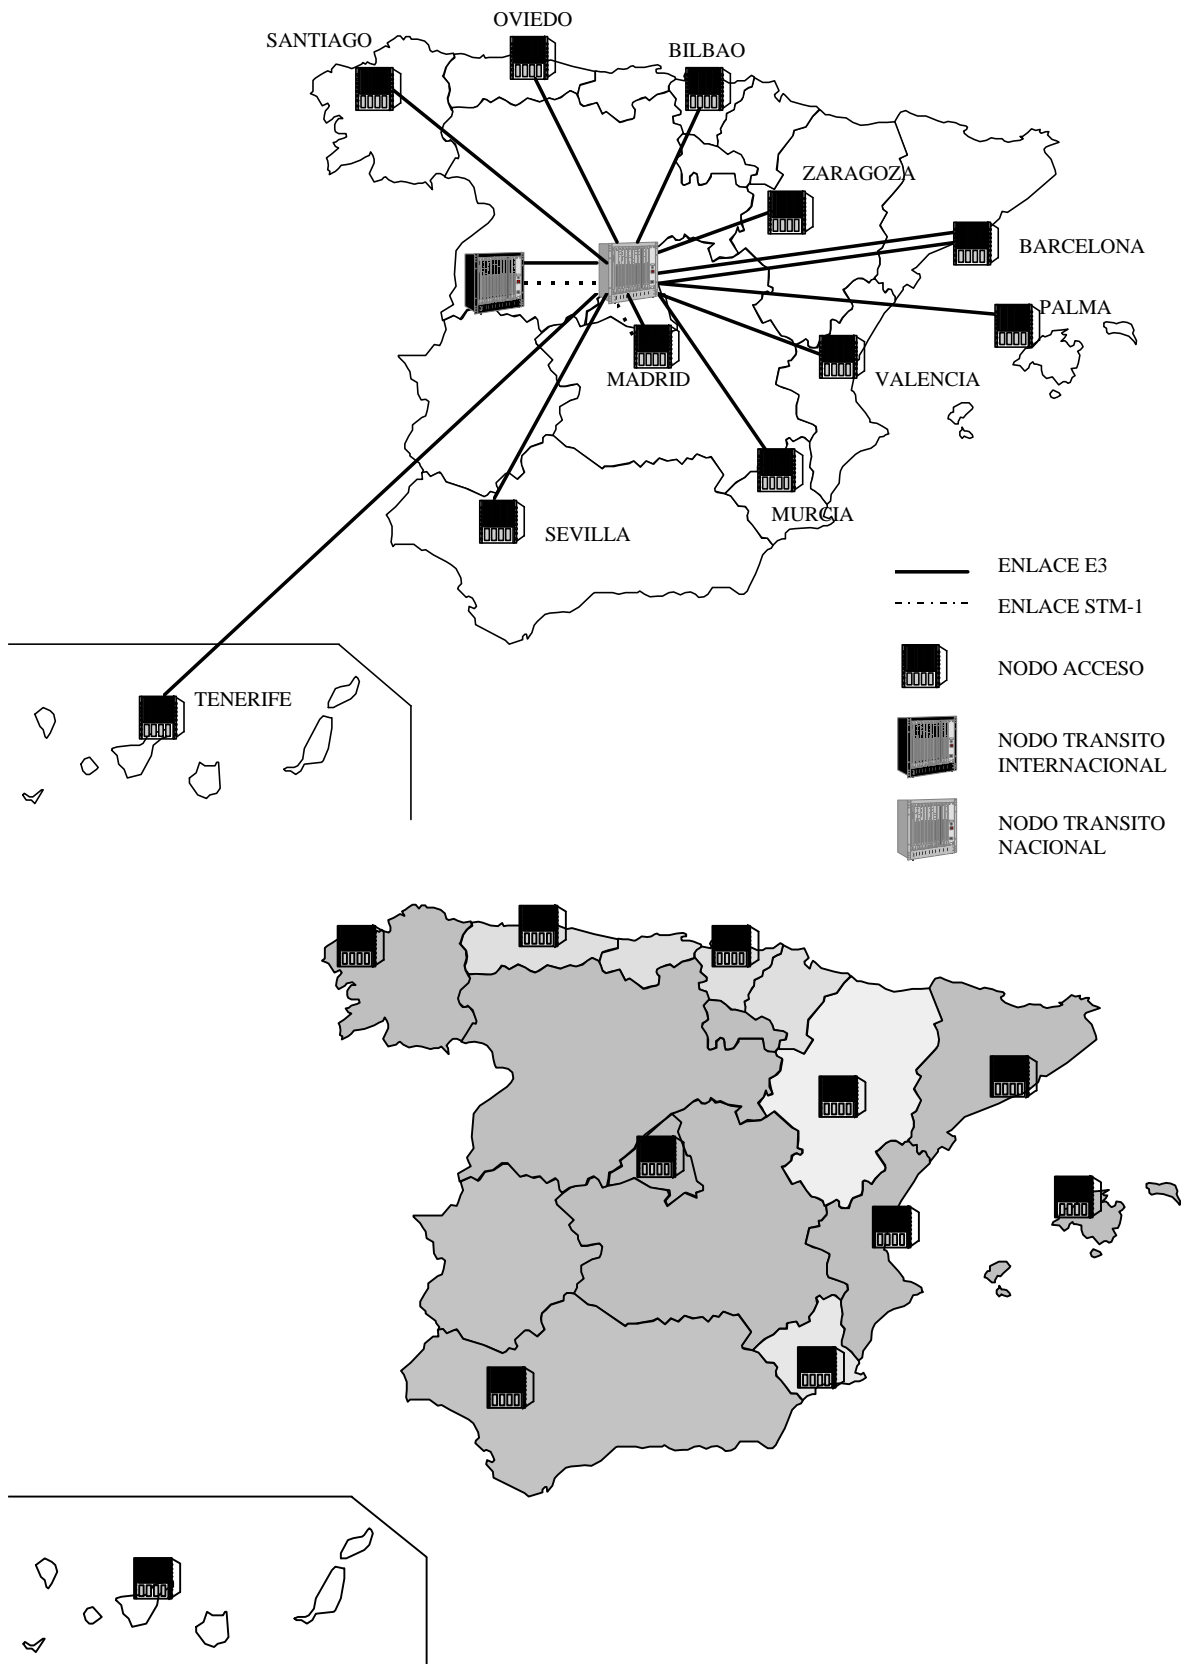 OVIEDO
SANTIAGO
BILBAO
ZARAGOZA
BARCELONA
PALMA
MADRID
VALENCIA
MURCIA
SEVILLA
ENLACE E3
ENLACE STM-1
NODO ACCESO
TENERIFE
NODO TRANSITO
INTERNACIONAL
NODO TRANSITO
NACIONAL